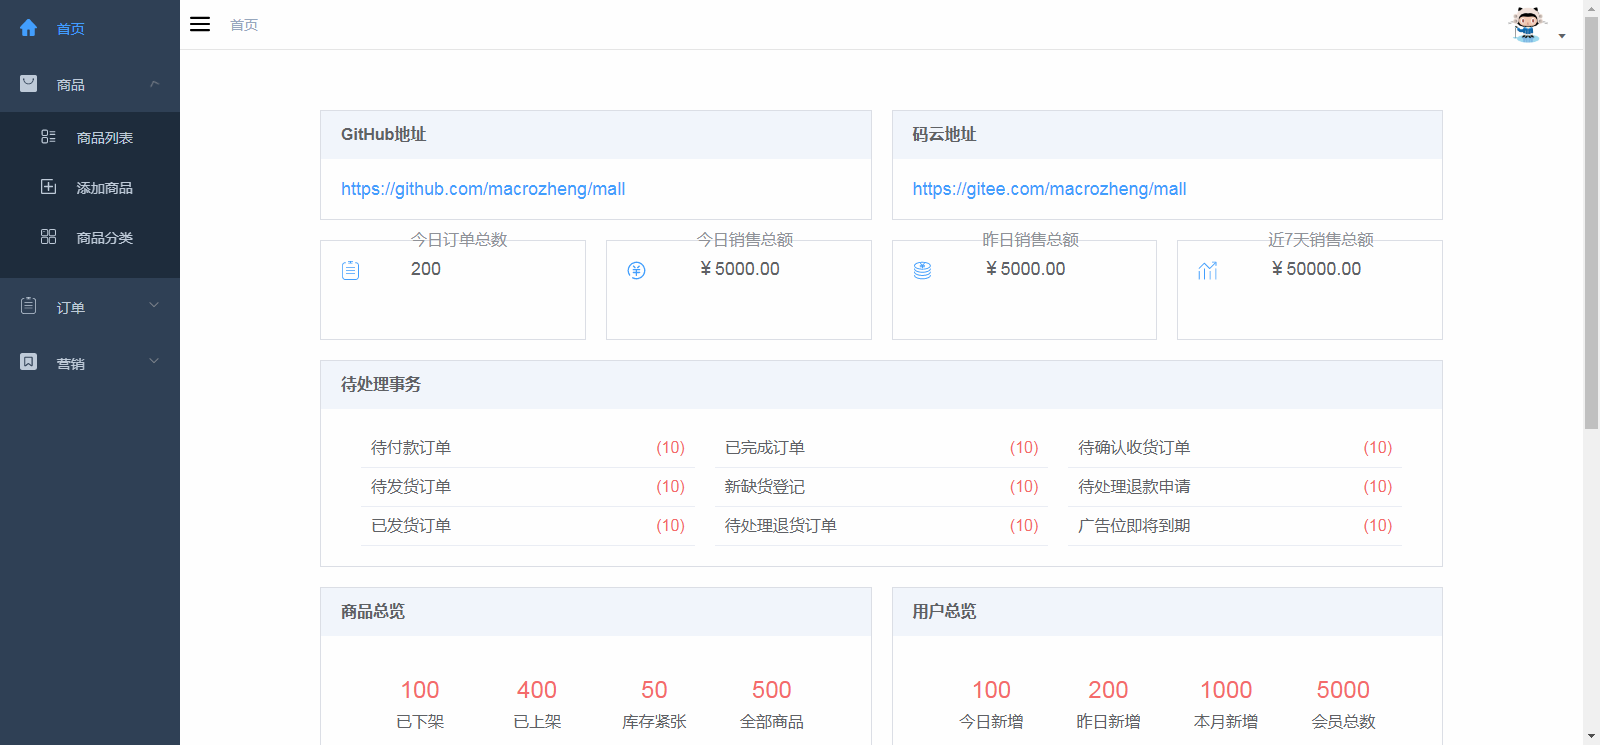 首页
商品
商品列表
添加商品
商品分类
订单
营销
首页
GitHub地址
https://github.com/macrozheng/mall
码云地址
https://gitee.com/macrozheng/mall
今日订单总数
200
今日销售总额
￥5000.00
昨日销售总额
￥5000.00
近7天销售总额
￥50000.00
待处理事务
待付款订单 (10) 已完成订单 (10) 待确认收货订单 (10)
待发货订单 (10) 新缺货登记 (10) 待处理退款申请 (10)
已发货订单 (10) 待处理退货订单 (10) 广告位即将到期 (10)
商品总览
100 400 50 500
已下架 已上架 库存紧张 全部商品
用户总览
100 200 1000 5000
今日新增 昨日新增 本月新增 会员总数